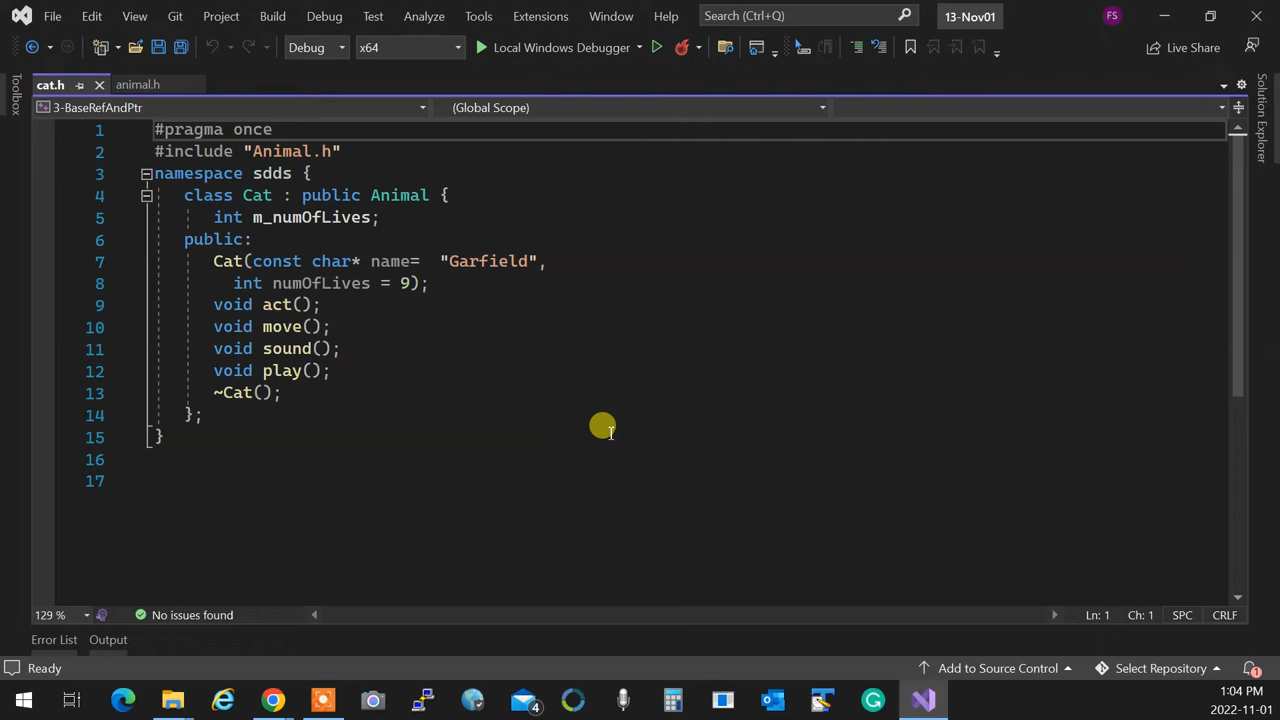 File Edit View Git Project Build Debug Test Analyze Tools Extensions Window Help Search (Ctrl+Q) 13-Nov01 FS
Debug x64 Local Windows Debugger Live Share
Toolbox
cat.h animal.h
Solution Explorer
3-BaseRefAndPtr (Global Scope)
1 #pragma once
2 #include "Animal.h"
3 namespace sdds {
4 class Cat : public Animal {
5 int m_numOfLives;
6 public:
7 Cat(const char* name= "Garfield",
8 int numOfLives = 9);
9 void act();
10 void move();
11 void sound();
12 void play();
13 ~Cat();
14 };
15 }
16
17
129 % No issues found Ln: 1 Ch: 1 SPC CRLF
Error List Output
Ready Add to Source Control Select Repository 1
4
1:04 PM
2022-11-01